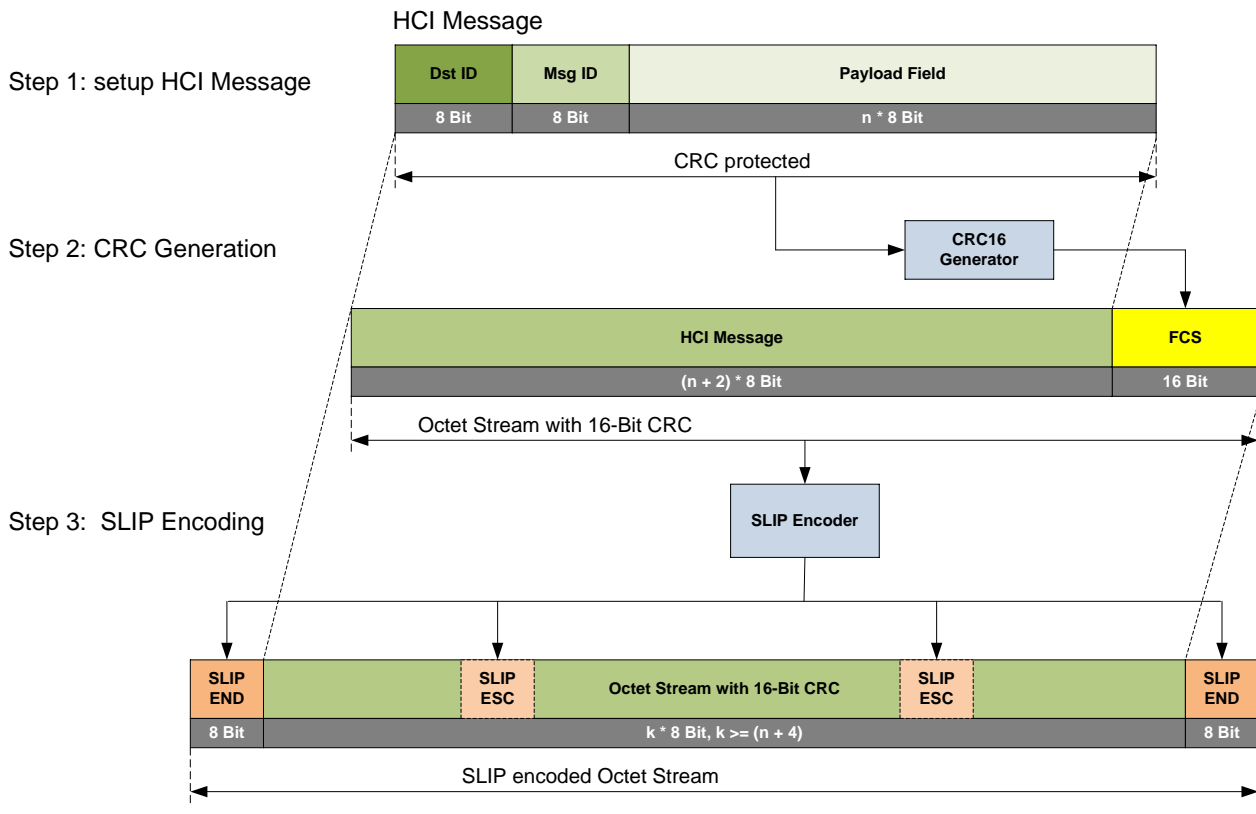 HCI Message
Step 1: setup HCI Message
Dst ID
Msg ID
Payload Field
8 Bit
8 Bit
n * 8 Bit
CRC protected
Step 2: CRC Generation
CRC16
Generator
HCI Message
FCS
(n + 2) * 8 Bit
16 Bit
Octet Stream with 16-Bit CRC
Step 3: SLIP Encoding
SLIP Encoder
SLIP
END
SLIP
ESC
Octet Stream with 16-Bit CRC
SLIP
ESC
SLIP
END
8 Bit
k * 8 Bit, k >= (n + 4)
8 Bit
SLIP encoded Octet Stream